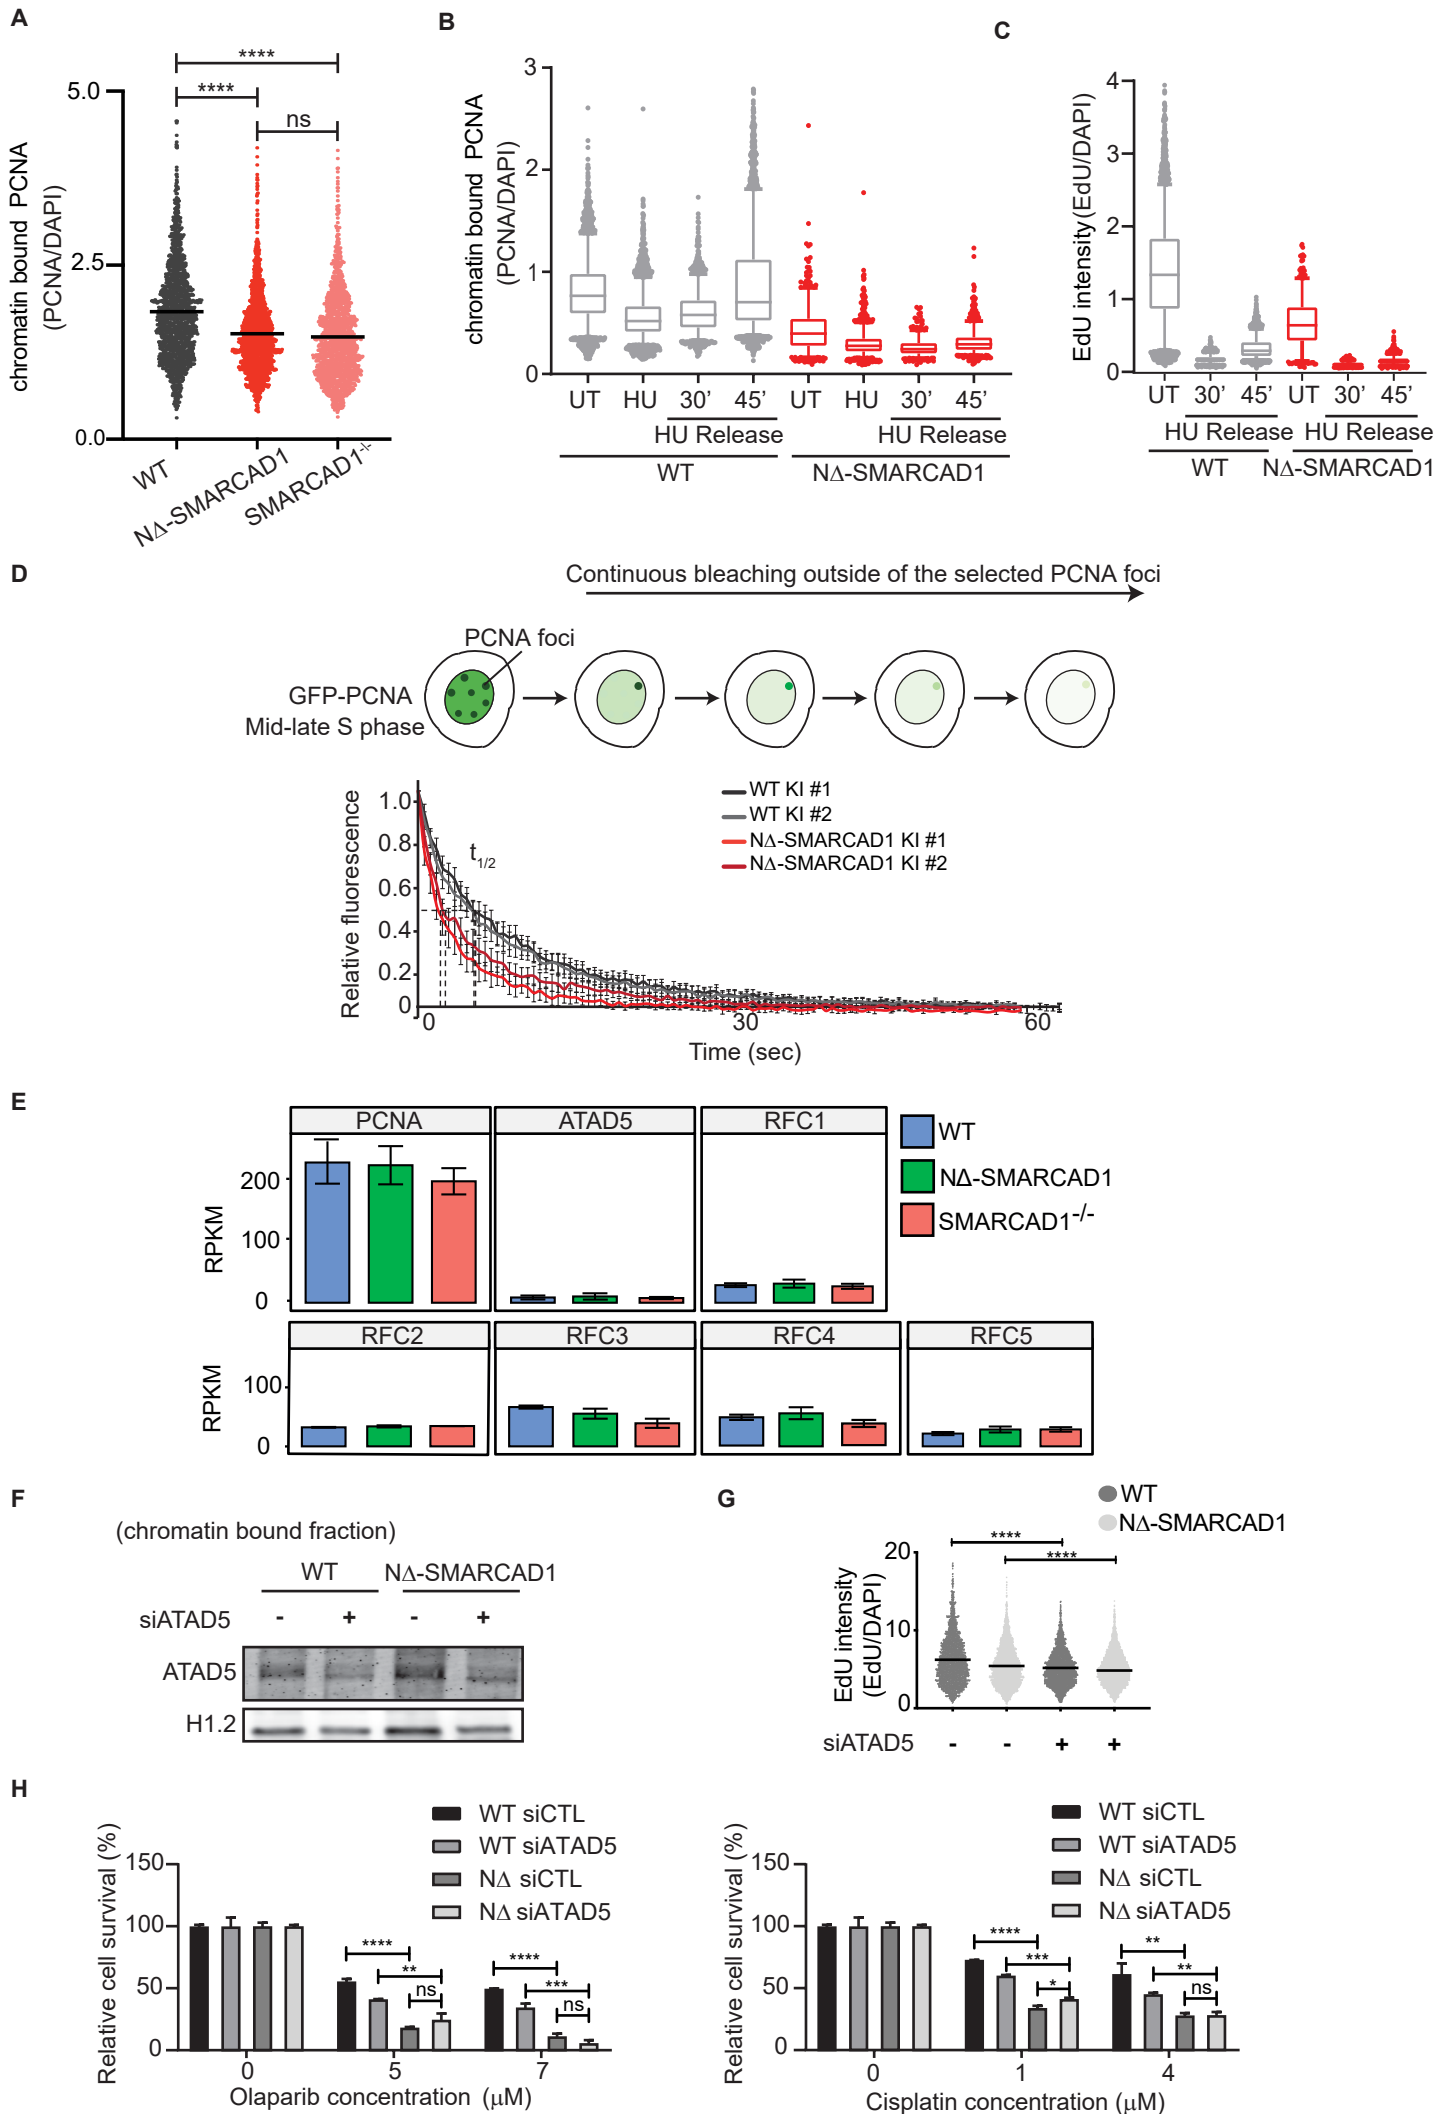 A
****
****
ns
5.0
2.5
0.0
chromatin bound PCNA
(PCNA/DAPI)
WT
NΔ-SMARCAD1
SMARCAD1-/-
B
3
2
1
0
chromatin bound PCNA
(PCNA/DAPI)
UT HU 30’ 45’ UT HU 30’ 45’
HU Release HU Release
WT NΔ-SMARCAD1
C
4
3
2
1
0
EdU intensity(EdU/DAPI)
UT 30’ 45’ UT 30’ 45’
HU Release HU Release
WT NΔ-SMARCAD1
D
Continuous bleaching outside of the selected PCNA foci
PCNA foci
GFP-PCNA
Mid-late S phase
WT KI #1
WT KI #2
NΔ-SMARCAD1 KI #1
NΔ-SMARCAD1 KI #2
t1/2
1.0
0.8
0.6
0.4
0.2
0
Relative fluorescence
0 30 60
Time (sec)
E
PCNA ATAD5 RFC1
WT
NΔ-SMARCAD1
SMARCAD1-/-
200
100
0
RPKM
RFC2 RFC3 RFC4 RFC5
100
0
RPKM
F
(chromatin bound fraction)
WT NΔ-SMARCAD1
siATAD5 - + - +
ATAD5
H1.2
G
WT
NΔ-SMARCAD1
****
****
20
10
0
EdU intensity
(EdU/DAPI)
siATAD5 - - + +
H
WT siCTL
WT siATAD5
NΔ siCTL
NΔ siATAD5
150
100
50
0
Relative cell survival (%)
****
**
ns
****
***
ns
0 5 7
Olaparib concentration (μM)
WT siCTL
WT siATAD5
NΔ siCTL
NΔ siATAD5
150
100
50
0
Relative cell survival (%)
****
***
*
**
**
ns
0 1 4
Cisplatin concentration (μM)